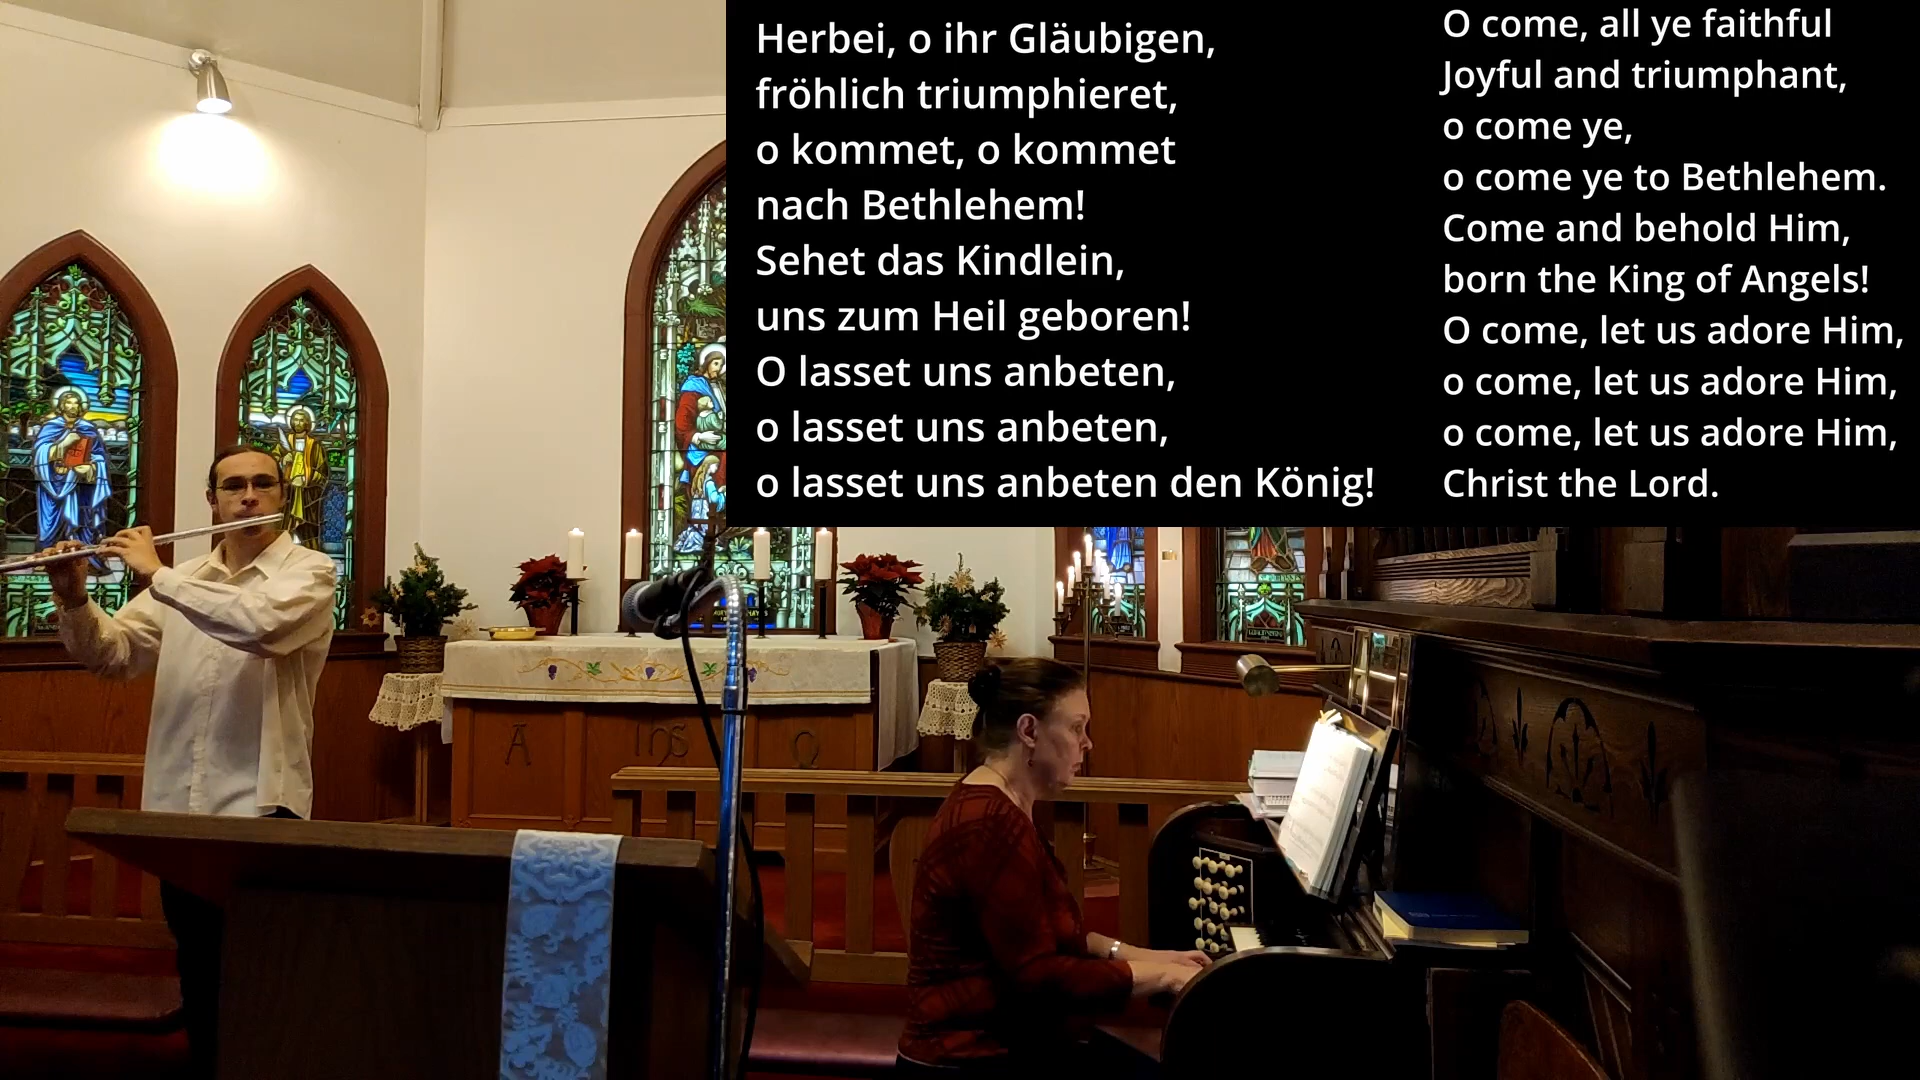 Herbei, o ihr Gläubigen,
fröhlich triumphieret,
o kommet, o kommet
nach Bethlehem!
Sehet das Kindlein,
uns zum Heil geboren!
O lasset uns anbeten,
o lasset uns anbeten,
o lasset uns anbeten den König!
O come, all ye faithful
Joyful and triumphant,
o come ye,
o come ye to Bethlehem.
Come and behold Him,
born the King of Angels!
O come, let us adore Him,
o come, let us adore Him,
o come, let us adore Him,
Christ the Lord.
A
IHS
Ω